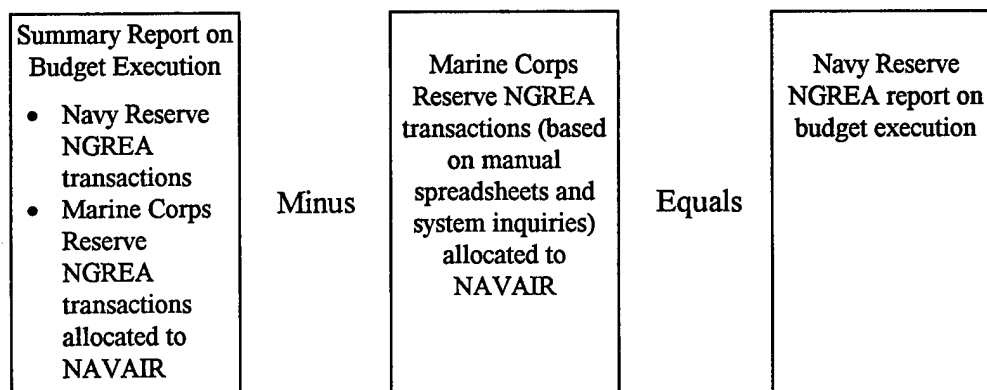 Summary Report on
Budget Execution
• Navy Reserve
NGREA
transactions
• Marine Corps
Reserve
NGREA
transactions
allocated to
NAVAIR
Minus
Marine Corps
Reserve NGREA
transactions (based
on manual
spreadsheets and
system inquiries)
allocated to
NAVAIR
Equals
Navy Reserve
NGREA report on
budget execution